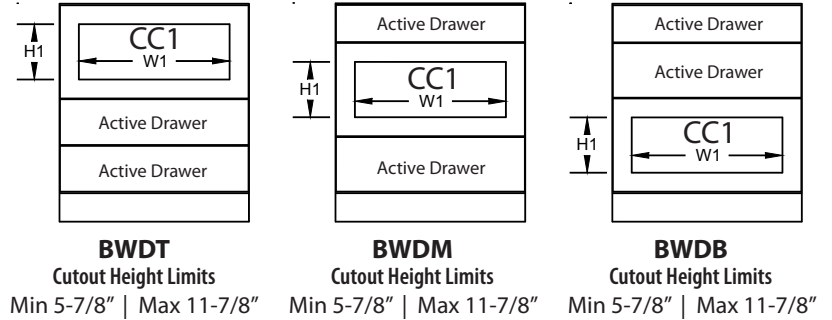 CC1
H1
W1
Active Drawer
Active Drawer
BWDT
Cutout Height Limits
Min 5-7/8” | Max 11-7/8”
Active Drawer
CC1
H1
W1
Active Drawer
BWDM
Cutout Height Limits
Min 5-7/8” | Max 11-7/8”
Active Drawer
Active Drawer
CC1
H1
W1
BWDB
Cutout Height Limits
Min 5-7/8” | Max 11-7/8”